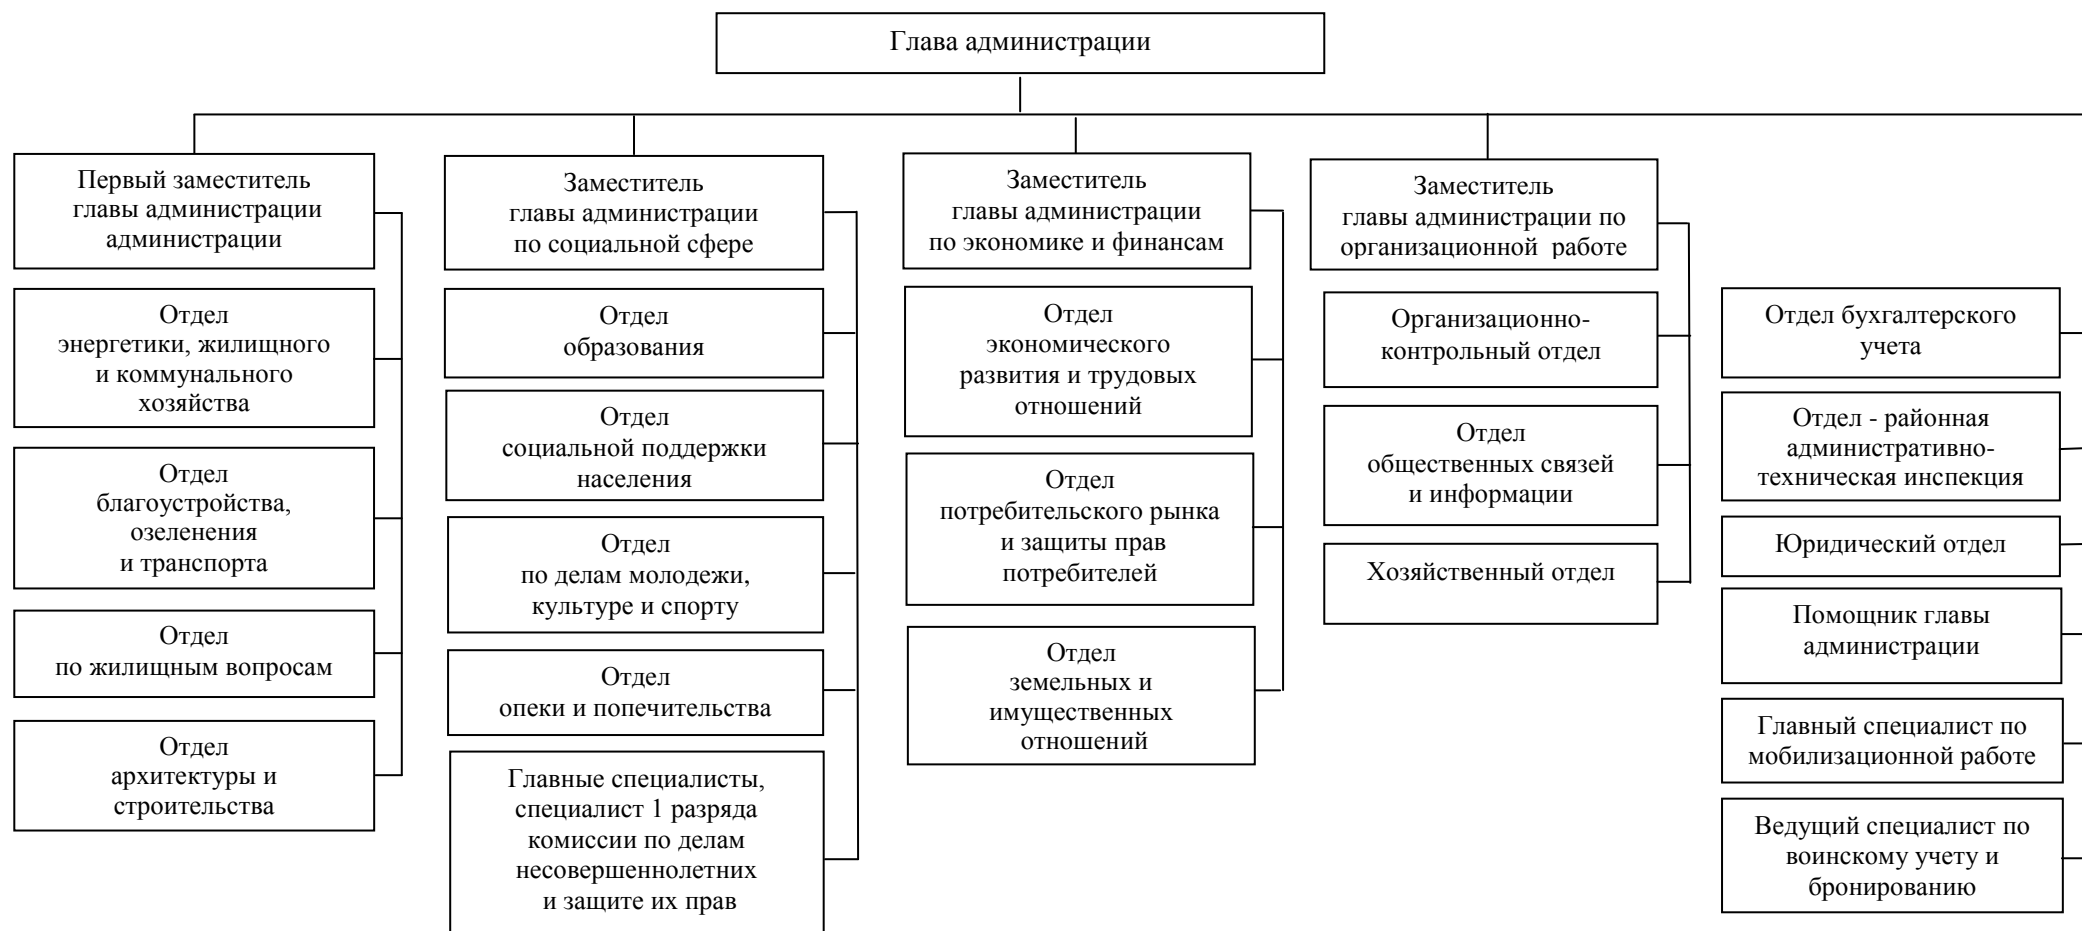 Глава администрации
Первый заместитель
главы администрации
администрации
Отдел
энергетики, жилищного
и коммунального
хозяйства
Отдел
благоустройства,
озеленения
и транспорта
Отдел
по жилищным вопросам
Отдел
архитектуры и
строительства
Заместитель
главы администрации
по социальной сфере
Отдел
образования
Отдел
социальной поддержки
населения
Отдел
по делам молодежи,
культуре и спорту
Отдел
опеки и попечительства
Главные специалисты,
специалист 1 разряда
комиссии по делам
несовершеннолетних
и защите их прав
Заместитель
главы администрации
по экономике и финансам
Отдел
экономического
развития и трудовых
отношений
Отдел
потребительского рынка
и защиты прав
потребителей
Отдел
земельных и
имущественных
отношений
Заместитель
главы администрации по
организационной работе
Организационно-
контрольный отдел
Отдел
общественных связей
и информации
Хозяйственный отдел
Отдел бухгалтерского
учета
Отдел - районная
административно-
техническая инспекция
Юридический отдел
Помощник главы
администрации
Главный специалист по
мобилизационной работе
Ведущий специалист по
воинскому учету и
бронированию